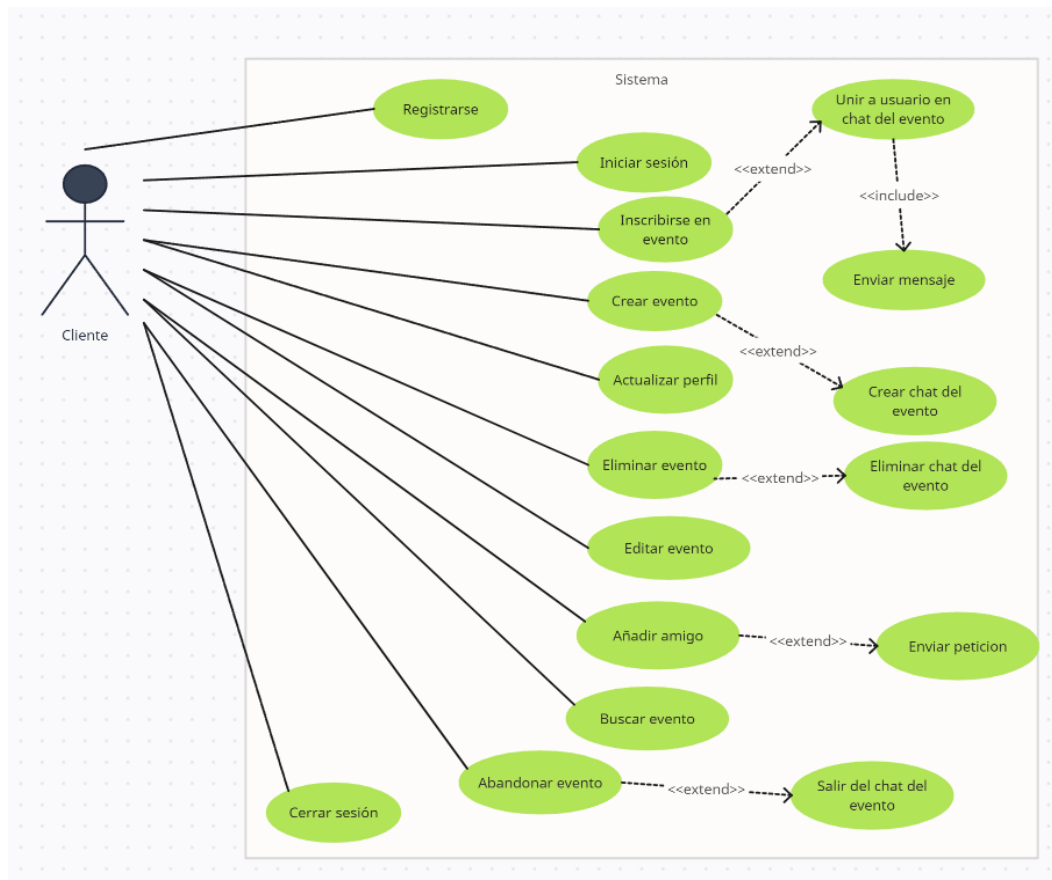 Sistema
Registrarse
Unir a usuario en
chat del evento
Iniciar sesión
<<extend>>
<<include>>
Inscribirse en
evento
Enviar mensaje
Crear evento
Cliente
<<extend>>
Actualizar perfil
Crear chat del
evento
Eliminar evento
<<extend>>
Eliminar chat del
evento
Editar evento
Añadir amigo
<<extend>>
Enviar peticion
Buscar evento
Abandonar evento
<<extend>>
Salir del chat del
evento
Cerrar sesión